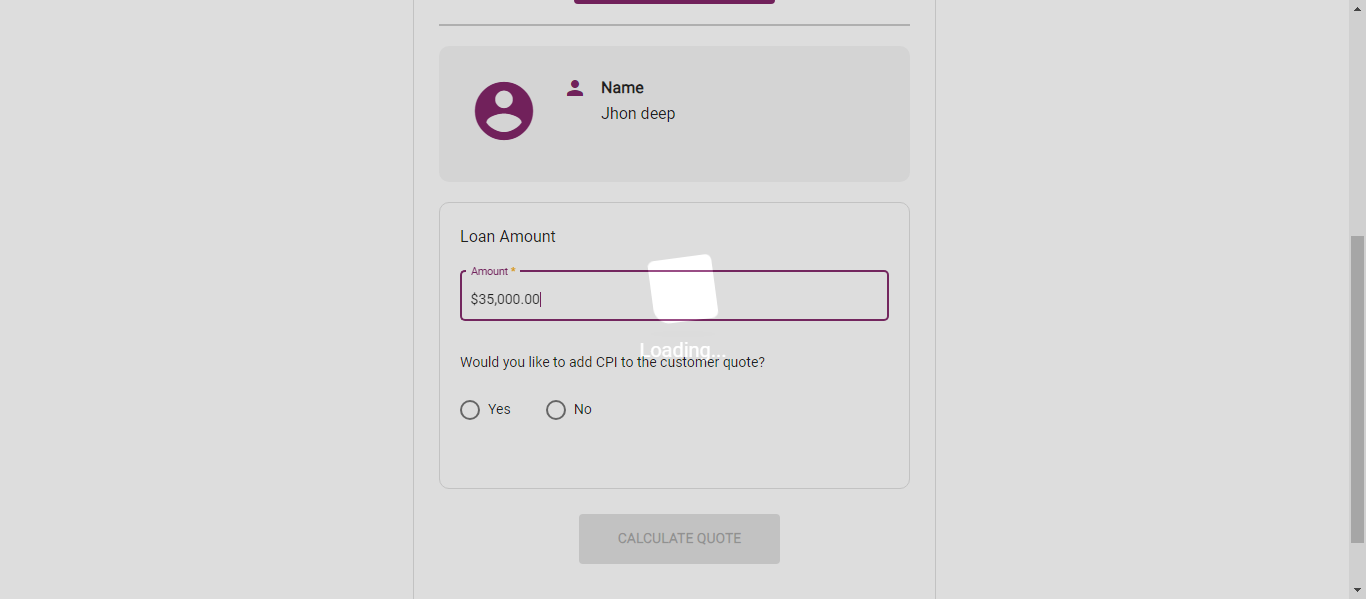 Name
Jhon deep
Loan Amount
Amount *
$35,000.00
Loading...
Would you like to add CPI to the customer quote?
Yes
No
CALCULATE QUOTE